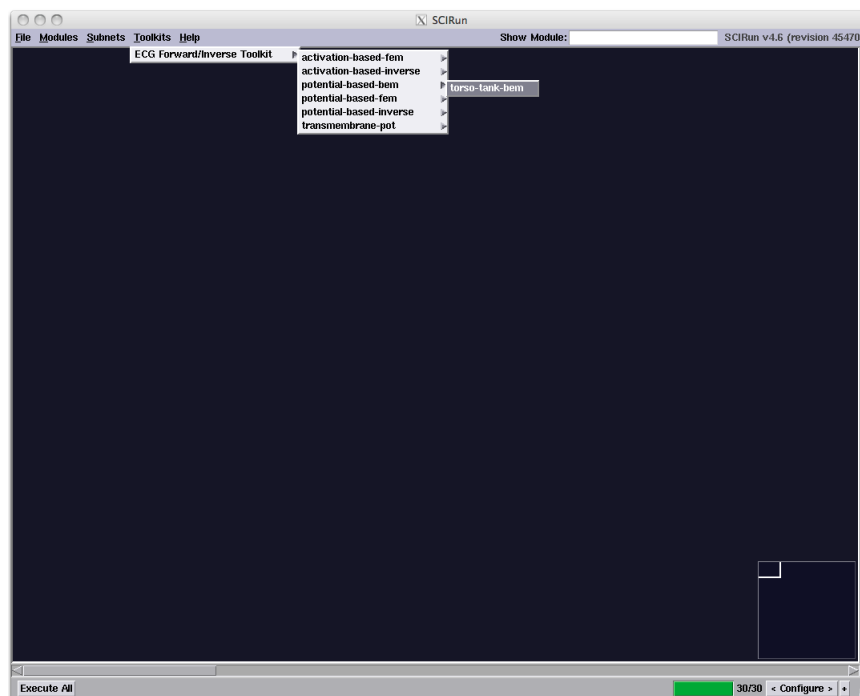 X SCIRun
File Modules Subnets Toolkits Help Show Module: SCIRun v4.6 (revision 45470
ECG Forward/Inverse Toolkit
activation-based-fem
activation-based-inverse
potential-based-bem torso-tank-bem
potential-based-fem
potential-based-inverse
transmembrane-pot
Execute All 30/30 < Configure > +